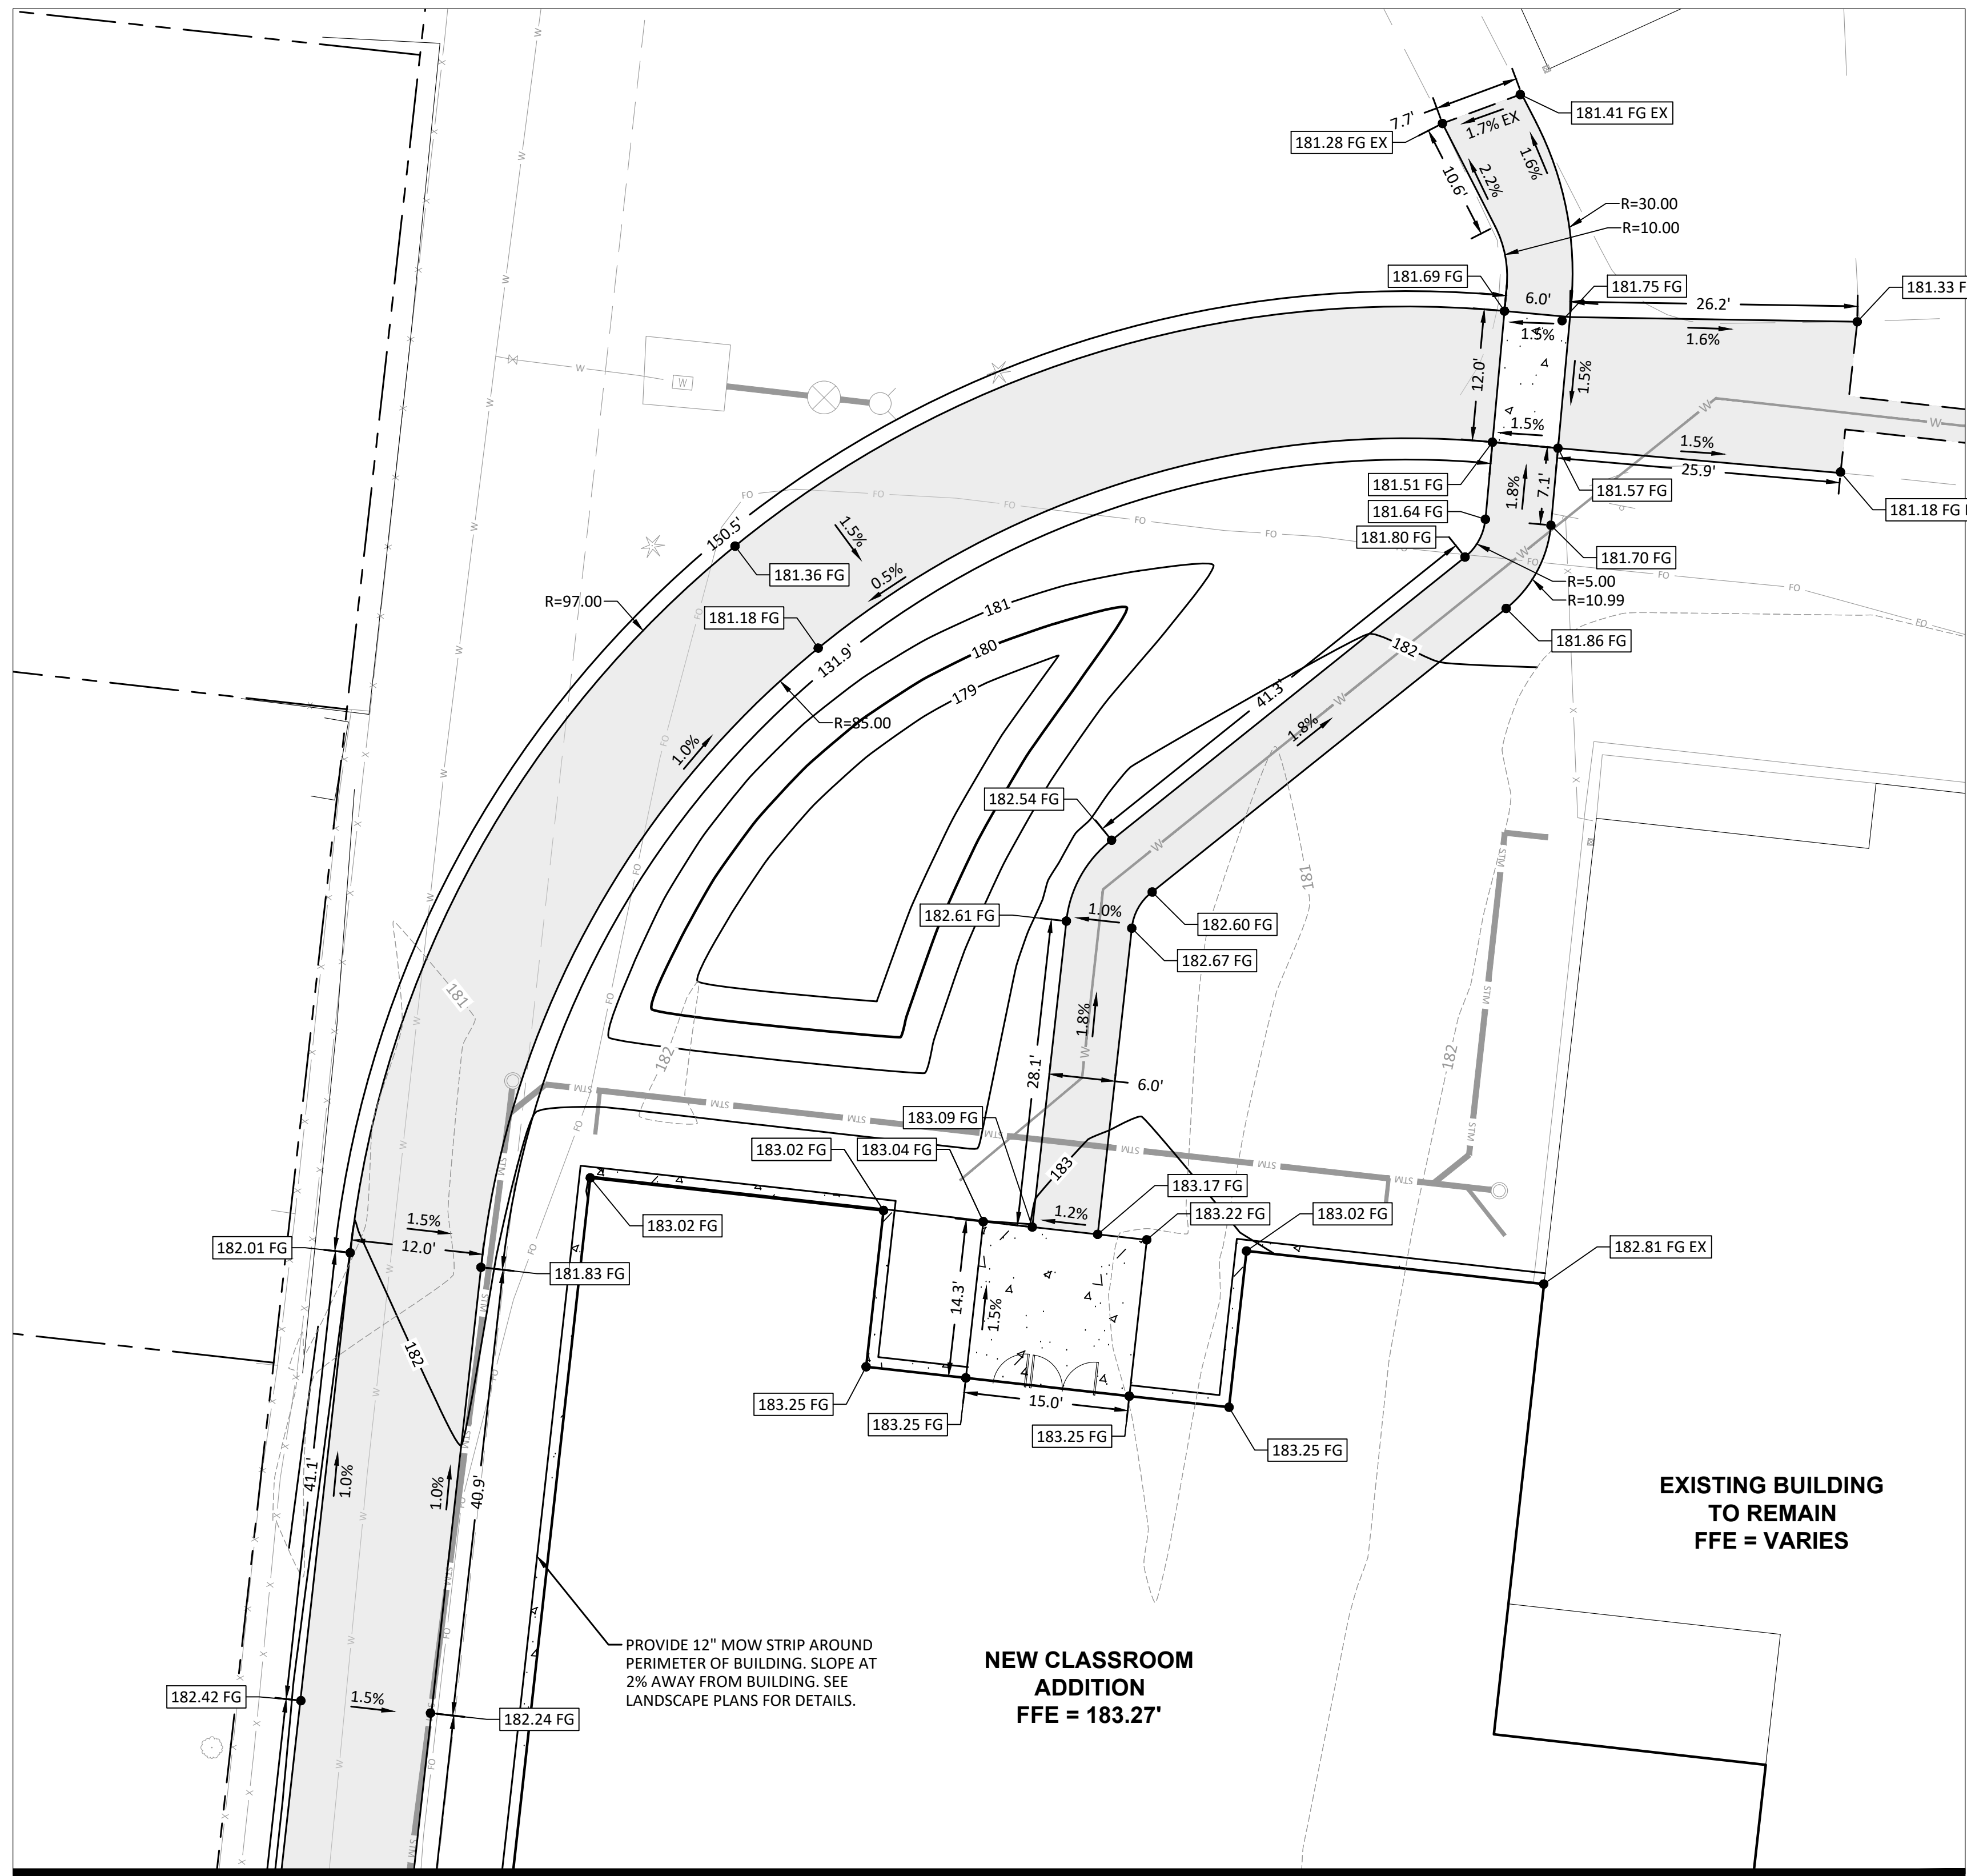 181.41 FG EX
7.7'
1.7% EX
181.28 FG EX
1.6%
2.2%
10.6'
R=30.00
R=10.00
181.69 FG
6.0'
181.75 FG
26.2'
181.33 F
1.5%
1.6%
12.0'
1.5%
1.5%
1.5%
25.9'
181.51 FG
1.8%
7.1'
181.57 FG
181.18 FG
181.64 FG
181.80 FG
181.70 FG
R=5.00
R=10.99
181.86 FG
150.5'
1.5%
181.36 FG
0.5%
R=97.00
181.18 FG
181
180
179
131.9'
R=85.00
1.0%
182
41.3'
1.8%
182.54 FG
181
182.61 FG
1.0%
182.60 FG
182.67 FG
181
1.8%
28.1'
6.0'
182
182
183.09 FG
183.02 FG
183.04 FG
183
183.17 FG
183.22 FG
183.02 FG
183.02 FG
1.2%
182.81 FG EX
182.01 FG
1.5%
12.0'
181.83 FG
14.3'
1.5%
182
183.25 FG
183.25 FG
15.0'
183.25 FG
183.25 FG
41.1'
1.0%
1.0%
40.9'
EXISTING BUILDING
TO REMAIN
FFE = VARIES
PROVIDE 12" MOW STRIP AROUND
PERIMETER OF BUILDING. SLOPE AT
2% AWAY FROM BUILDING. SEE
LANDSCAPE PLANS FOR DETAILS.
NEW CLASSROOM
ADDITION
FFE = 183.27'
182.42 FG
1.5%
182.24 FG
W
FO
STM
X